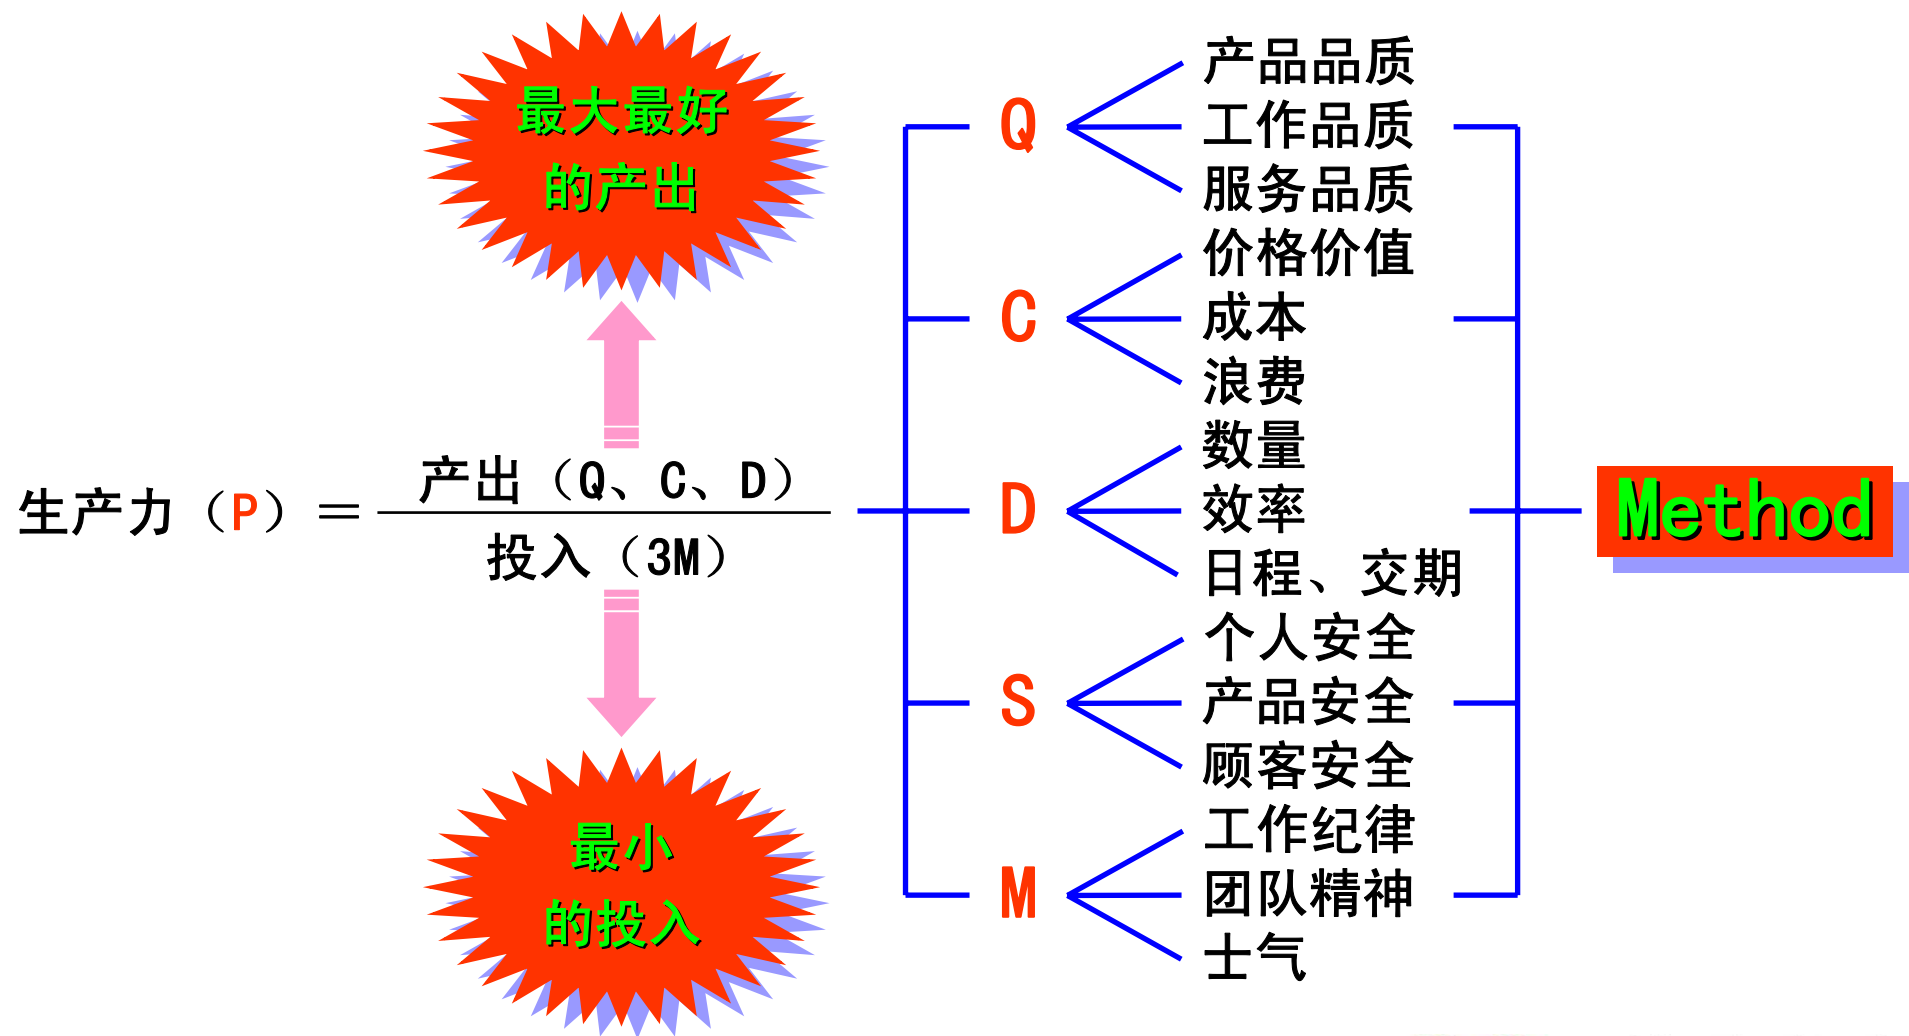 最大最好
的产出
生产力（P）＝
产出（Q、C、D）
投入（3M）
最小
的投入
Q
产品品质
工作品质
服务品质
C
价格价值
成本
浪费
D
数量
效率
日程、交期
S
个人安全
产品安全
顾客安全
M
工作纪律
团队精神
士气
Method